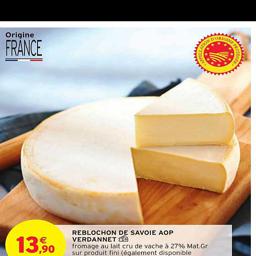 Origine
FRANCE
REBLOCHON DE SAVOIE AOP
VERDANNET
fromage au lait cru de vache à 27% Mat.Gr
sur produit fini (également disponible
13€,90